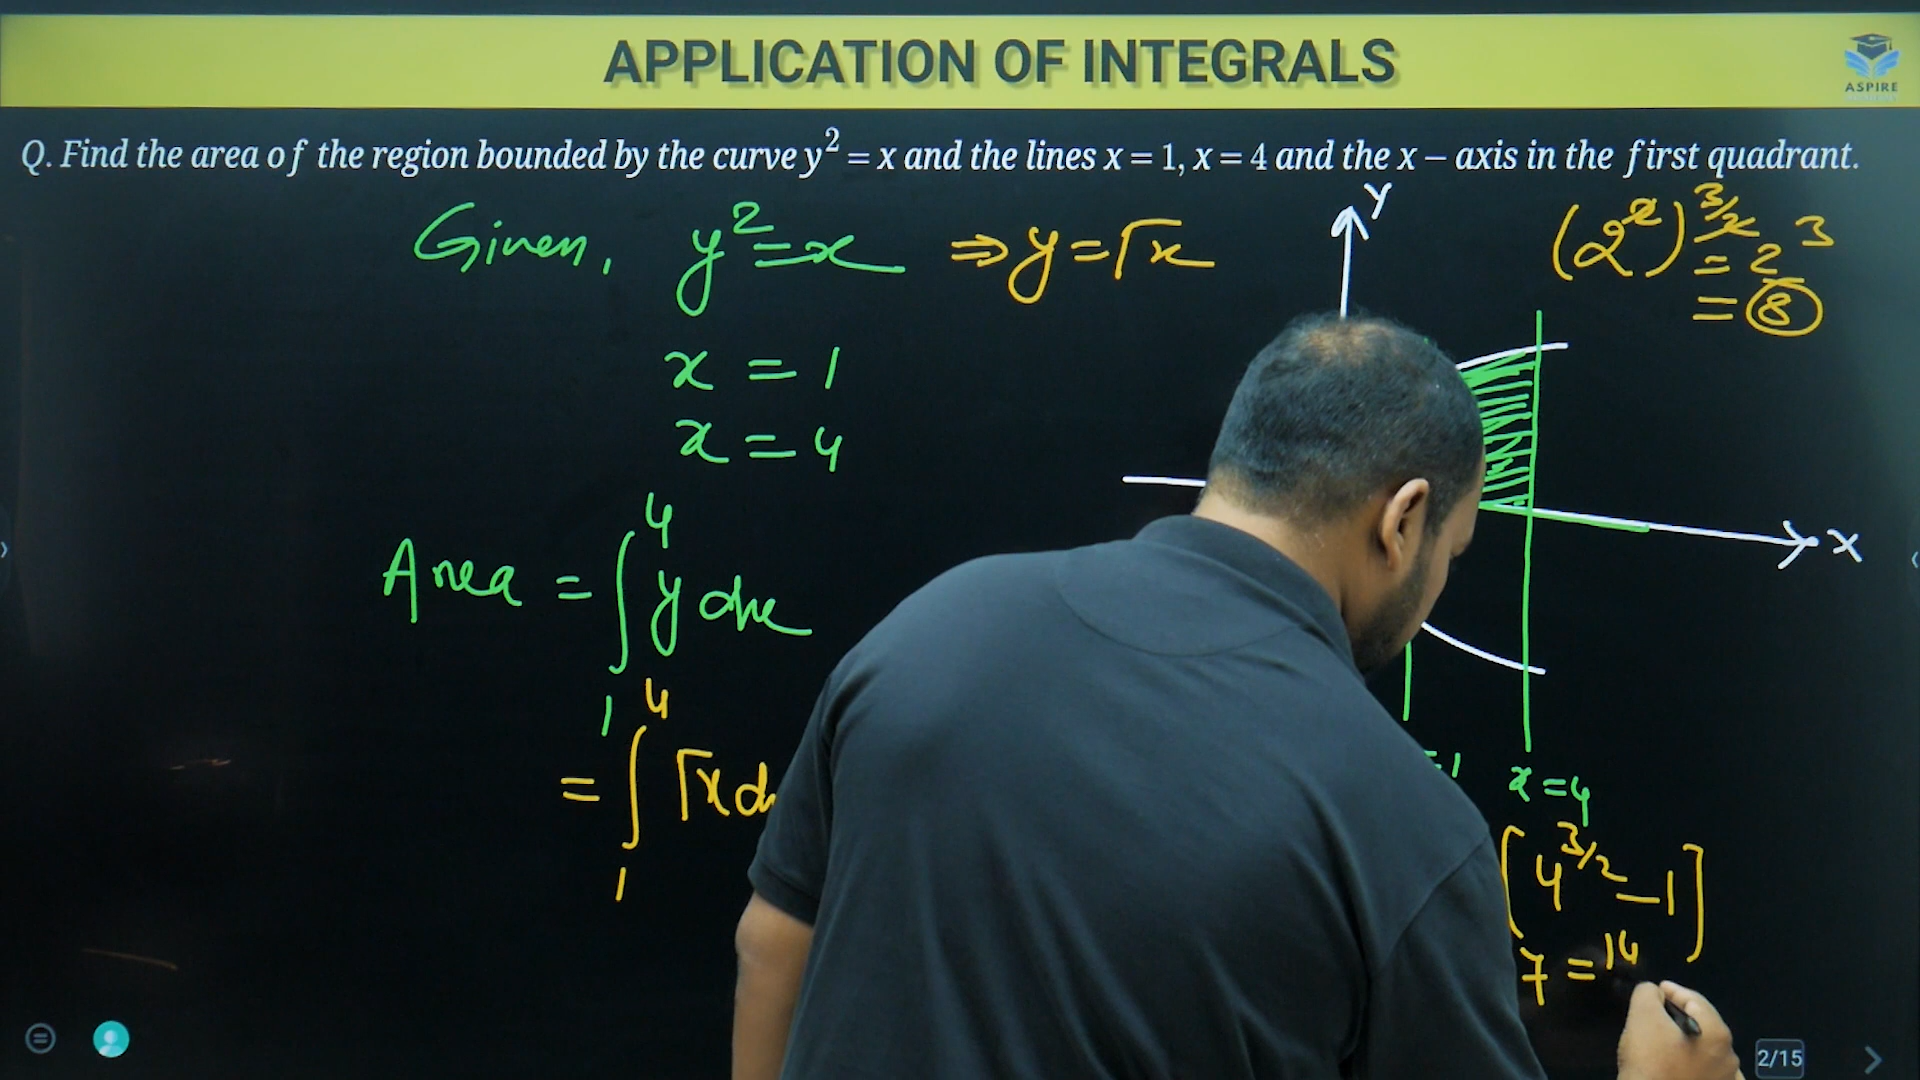 APPLICATION OF INTEGRALS
ASPIRE
Q. Find the area of the region bounded by the curve y² = x and the lines x = 1, x = 4 and the x – axis in the first quadrant.
Given, y² = x ⇒ y = √x
x = 1
x = 4
Area = ∫₁⁴ y dx
= ∫₁⁴ √x d
Y
(2²)^3/2 = 2³
= 8
X
=1
x = 4
[4^3/2 – 1]
7 = 14
2/15